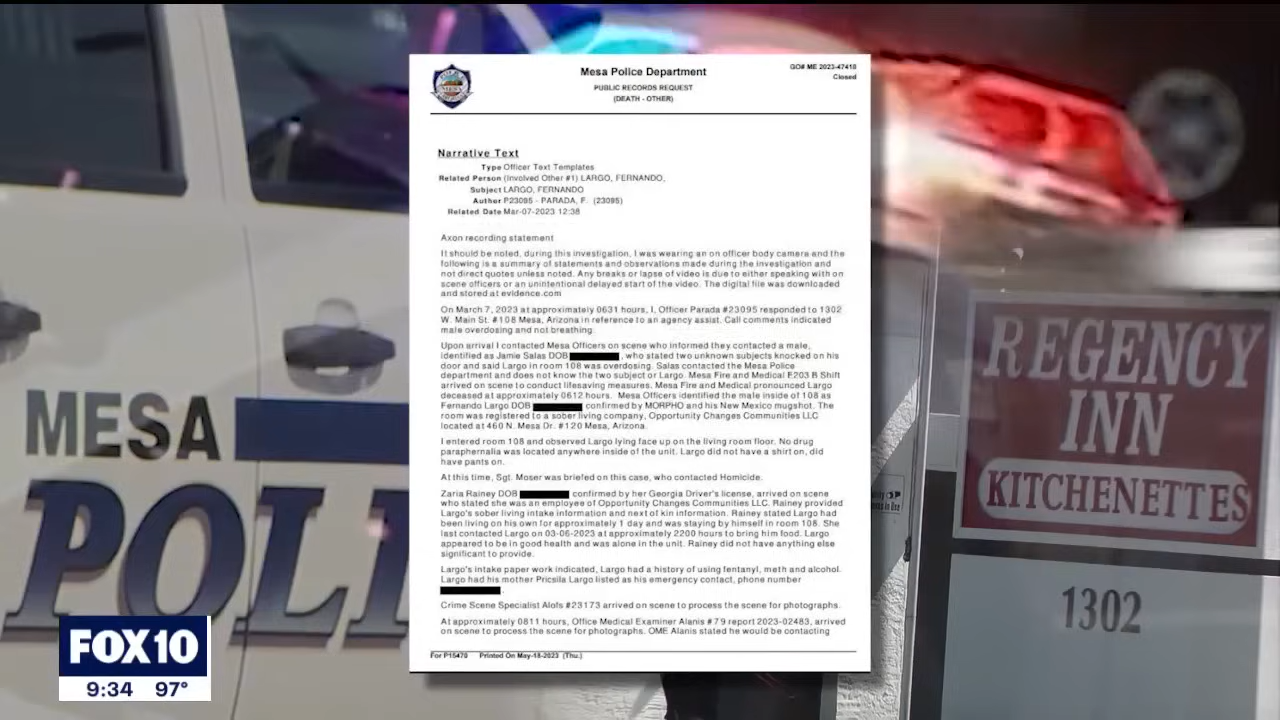 Mesa Police Department
PUBLIC RECORDS REQUEST
(DEATH - OTHER)
GO# ME 2023-47418
Closed
Narrative Text
Type Officer Text Templates
Related Person (Involved Other #1) LARGO, FERNANDO,
Subject LARGO, FERNANDO
Author P23095 - PARADA, F. (23095)
Related Date Mar-07-2023 12:38
Axon recording statement
It should be noted, during this investigation, I was wearing an on officer body camera and the
following is a summary of statements and observations made during the investigation and
not direct quotes unless noted. Any breaks or lapse of video is due to either speaking with on
scene officers or an unintentional delayed start of the video. The digital file was downloaded
and stored at evidence.com
On March 7, 2023 at approximately 0631 hours, I, Officer Parada #23095 responded to 1302
W. Main St. #108 Mesa, Arizona in reference to an agency assist. Call comments indicated
male overdosing and not breathing.
Upon arrival I contacted Mesa Officers on scene who informed they contacted a male,
identified as Jamie Salas DOB , who stated two unknown subjects knocked on his
door and said Largo in room 108 was overdosing. Salas contacted the Mesa Police
department and does not know the two subject or Largo. Mesa Fire and Medical E203 B Shift
arrived on scene to conduct lifesaving measures. Mesa Fire and Medical pronounced Largo
deceased at approximately 0612 hours. Mesa Officers identified the male inside of 108 as
Fernando Largo DOB confirmed by MORPHO and his New Mexico mugshot. The
room was registered to a sober living company, Opportunity Changes Communities LLC
located at 460 N. Mesa Dr. #120 Mesa, Arizona.
I entered room 108 and observed Largo lying face up on the living room floor. No drug
paraphernalia was located anywhere inside of the unit. Largo did not have a shirt on, did
have pants on.
At this time, Sgt. Moser was briefed on this case, who contacted Homicide.
Zaria Rainey DOB confirmed by her Georgia Driver's license, arrived on scene
who stated she was an employee of Opportunity Changes Communities LLC. Rainey provided
Largo's sober living intake information and next of kin information. Rainey stated Largo had
been living on his own for approximately 1 day and was staying by himself in room 108. She
last contacted Largo on 03-06-2023 at approximately 2200 hours to bring him food. Largo
appeared to be in good health and was alone in the unit. Rainey did not have anything else
significant to provide.
Largo's intake paper work indicated, Largo had a history of using fentanyl, meth and alcohol.
Largo had his mother Pricsila Largo listed as his emergency contact, phone number
.
Crime Scene Specialist Alofs #23173 arrived on scene to process the scene for photographs.
At approximately 0811 hours, Office Medical Examiner Alanis #79 report 2023-02483, arrived
on scene to process the scene for photographs. OME Alanis stated he would be contacting
For P15470 Printed On May-18-2023 (Thu.)
MESA
POLI
REGENCY
INN
KITCHENETTES
1302
FOX 10
9:34 97°